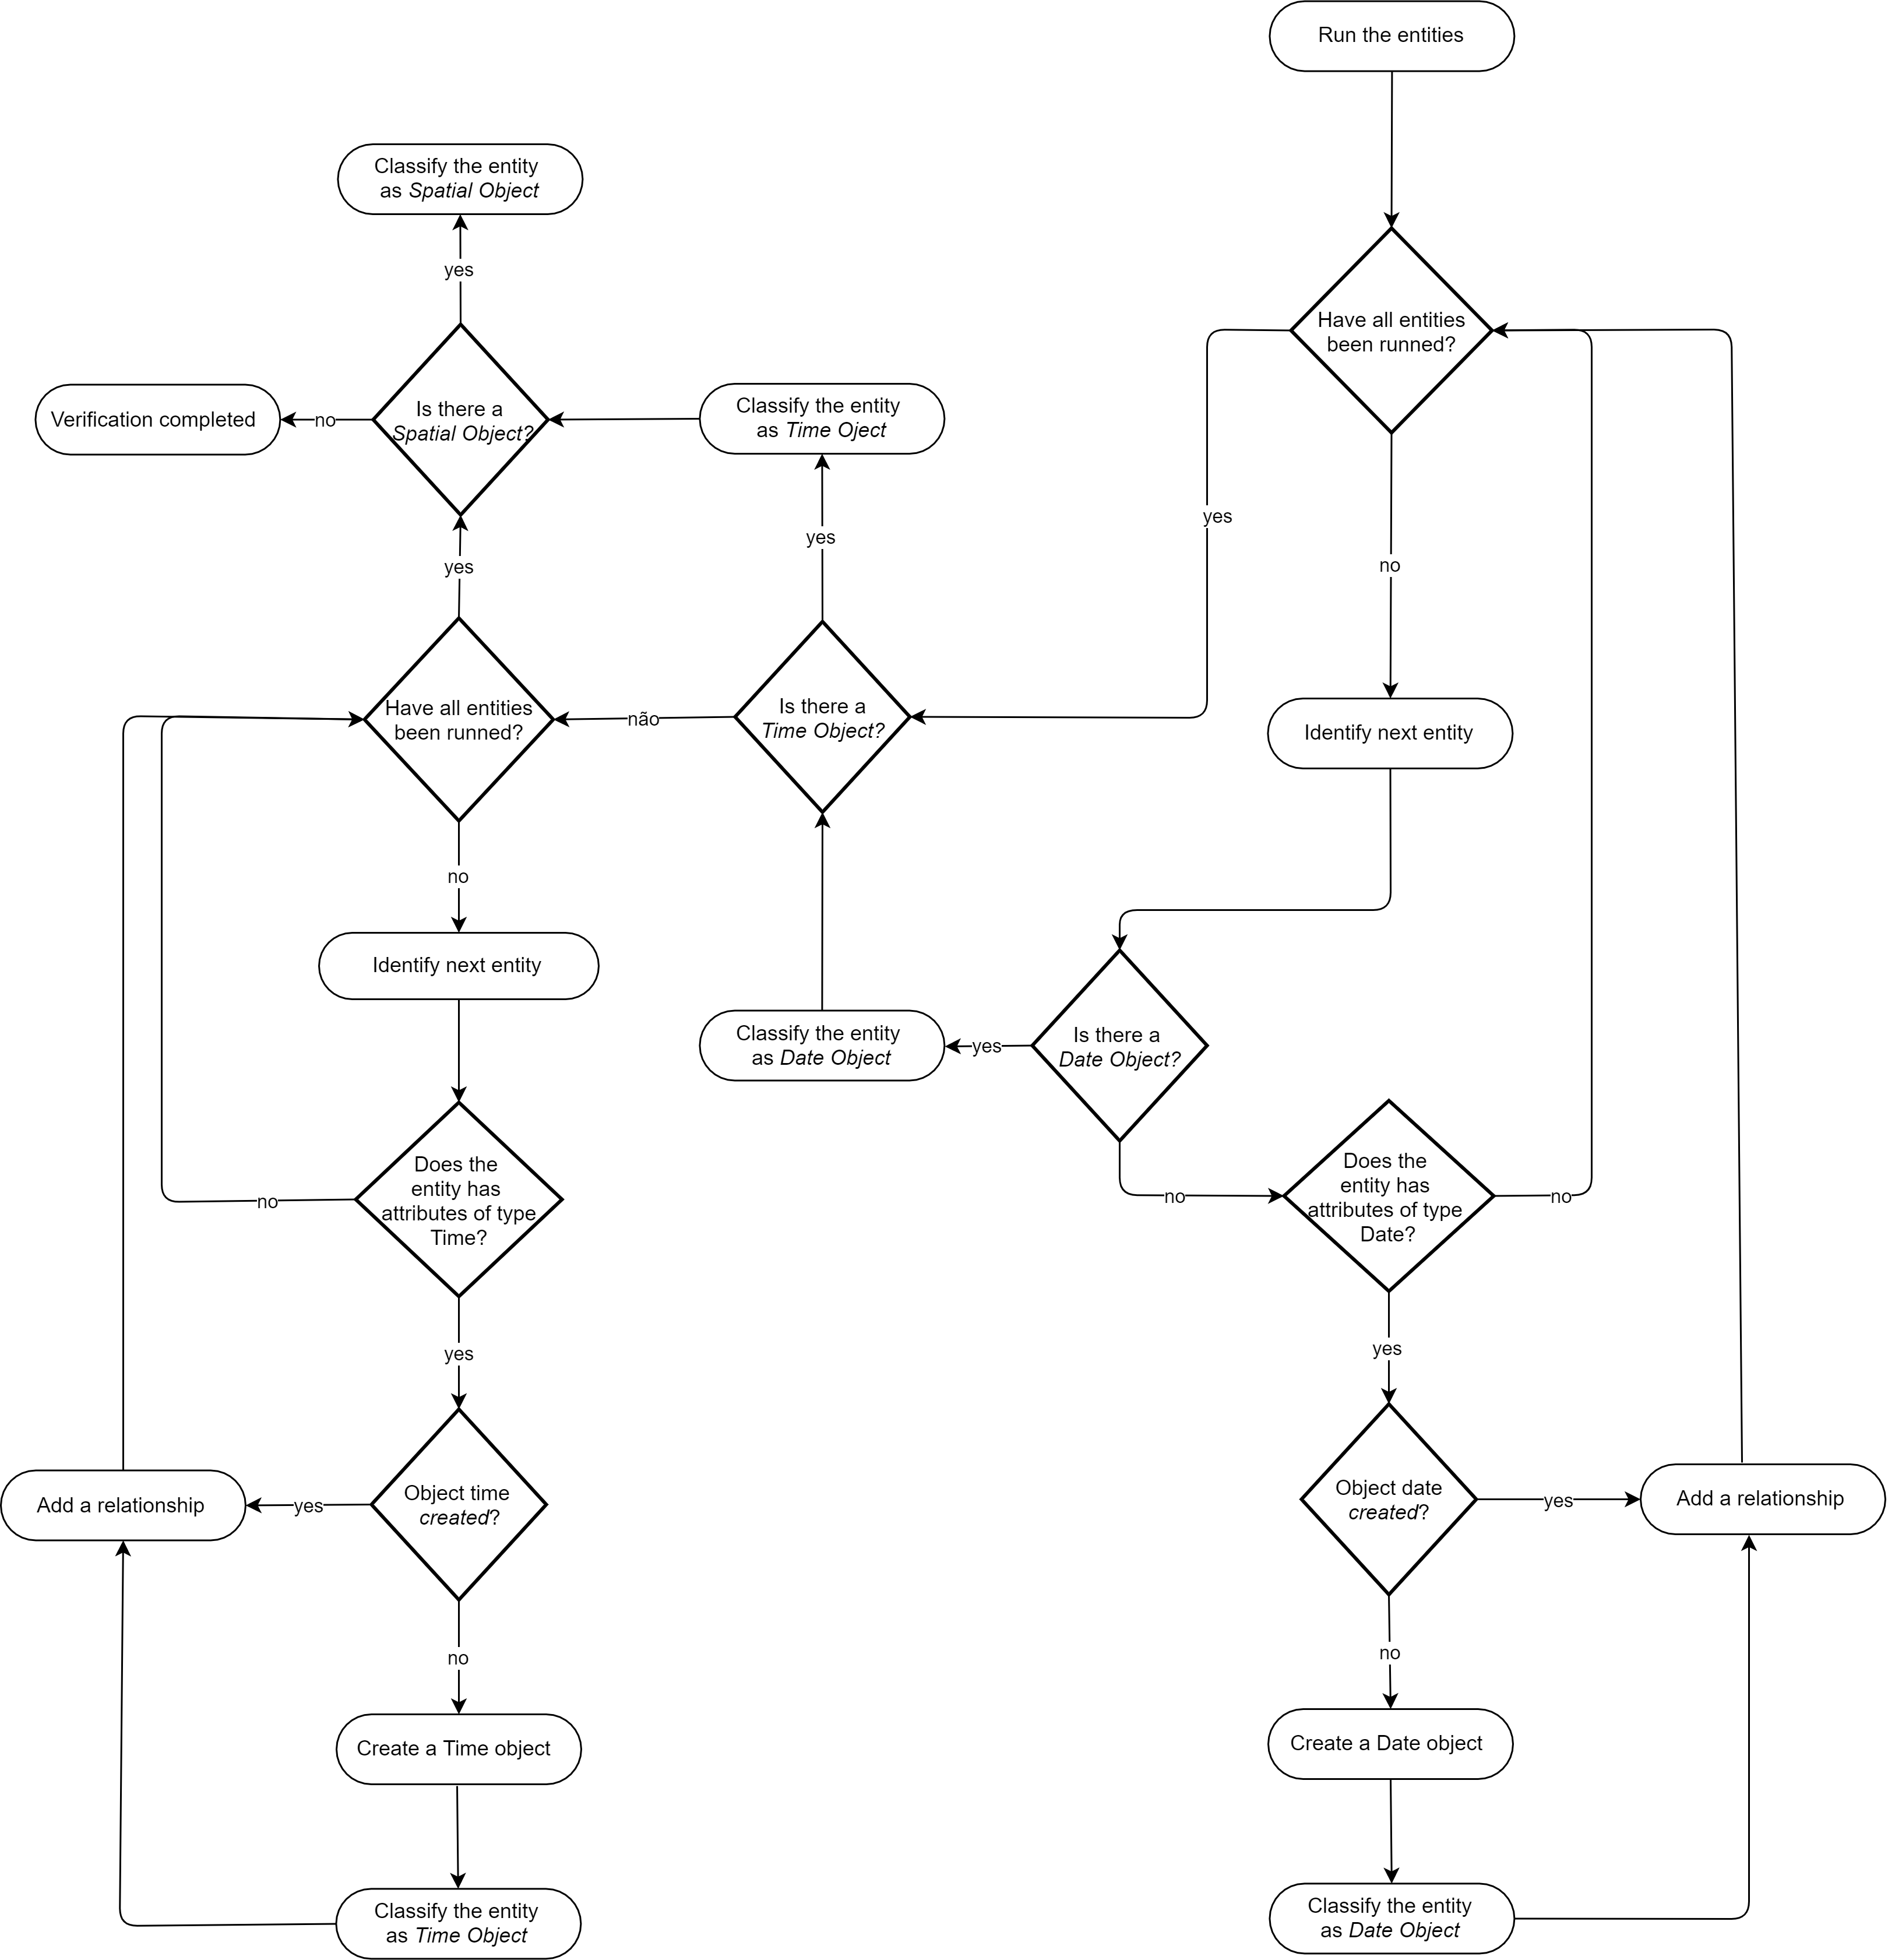 Run the entities
Classify the entity
as Spatial Object
yes
Have all entities
been runned?
Is there a
Spatial Object?
no
Verification completed
Classify the entity
as Time Oject
yes
yes
yes
no
Have all entities
been runned?
não
Is there a
Time Object?
Identify next entity
no
Identify next entity
Classify the entity
as Date Object
yes
Is there a
Date Object?
Does the
entity has
attributes of type
Time?
no
Does the
entity has
attributes of type
Date?
no
no
yes
yes
Add a relationship
yes
Object time
created?
Object date
created?
yes
Add a relationship
no
no
Create a Time object
Create a Date object
Classify the entity
as Time Object
Classify the entity
as Date Object